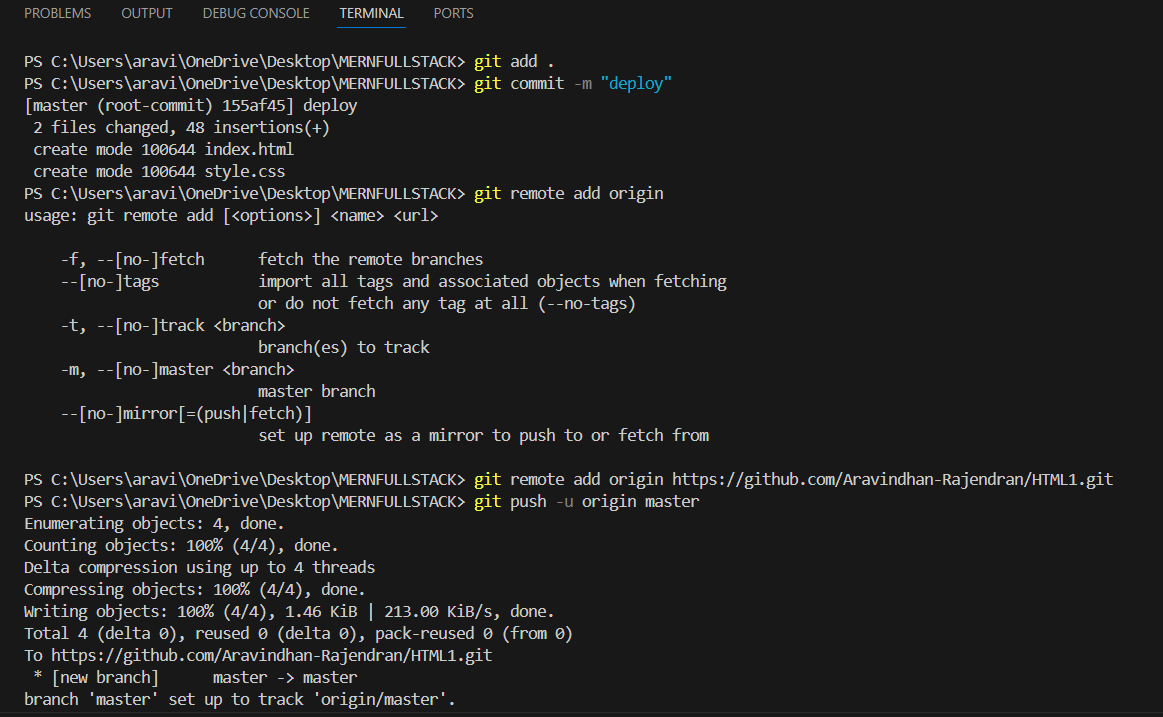 PROBLEMS OUTPUT DEBUG CONSOLE TERMINAL PORTS
PS C:\Users\aravi\OneDrive\Desktop\MERNFULLSTACK> git add .
PS C:\Users\aravi\OneDrive\Desktop\MERNFULLSTACK> git commit -m "deploy"
[master (root-commit) 155af45] deploy
 2 files changed, 48 insertions(+)
 create mode 100644 index.html
 create mode 100644 style.css
PS C:\Users\aravi\OneDrive\Desktop\MERNFULLSTACK> git remote add origin
usage: git remote add [<options>] <name> <url>

    -f, --[no-]fetch      fetch the remote branches
    --[no-]tags           import all tags and associated objects when fetching
                          or do not fetch any tag at all (--no-tags)
    -t, --[no-]track <branch>
                          branch(es) to track
    -m, --[no-]master <branch>
                          master branch
    --[no-]mirror[=(push|fetch)]
                          set up remote as a mirror to push to or fetch from

PS C:\Users\aravi\OneDrive\Desktop\MERNFULLSTACK> git remote add origin https://github.com/Aravindhan-Rajendran/HTML1.git
PS C:\Users\aravi\OneDrive\Desktop\MERNFULLSTACK> git push -u origin master
Enumerating objects: 4, done.
Counting objects: 100% (4/4), done.
Delta compression using up to 4 threads
Compressing objects: 100% (4/4), done.
Writing objects: 100% (4/4), 1.46 KiB | 213.00 KiB/s, done.
Total 4 (delta 0), reused 0 (delta 0), pack-reused 0 (from 0)
To https://github.com/Aravindhan-Rajendran/HTML1.git
 * [new branch]      master -> master
branch 'master' set up to track 'origin/master'.